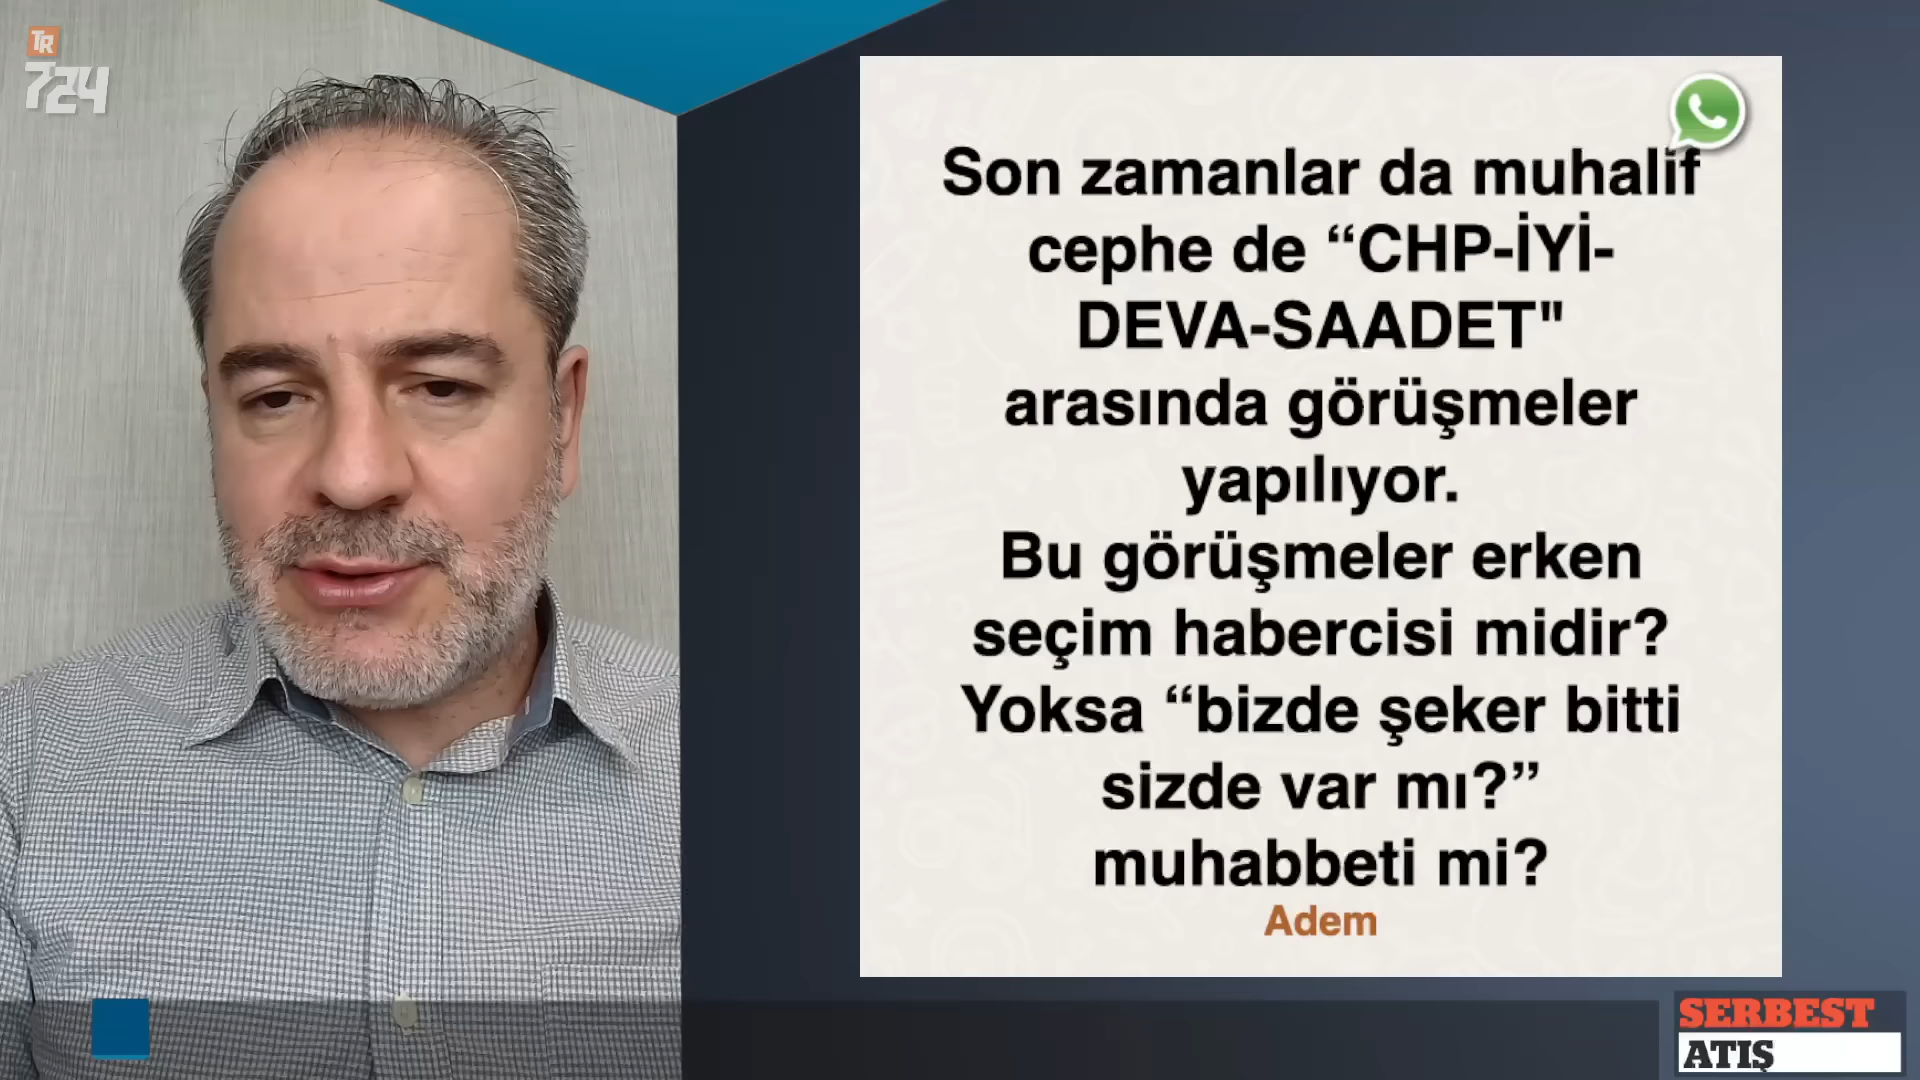 TR
724
Son zamanlar da muhalif
cephe de “CHP-İYİ-
DEVA-SAADET"
arasında görüşmeler
yapılıyor.
Bu görüşmeler erken
seçim habercisi midir?
Yoksa “bizde şeker bitti
sizde var mı?”
muhabbeti mi?
Adem
SERBEST
ATIŞ